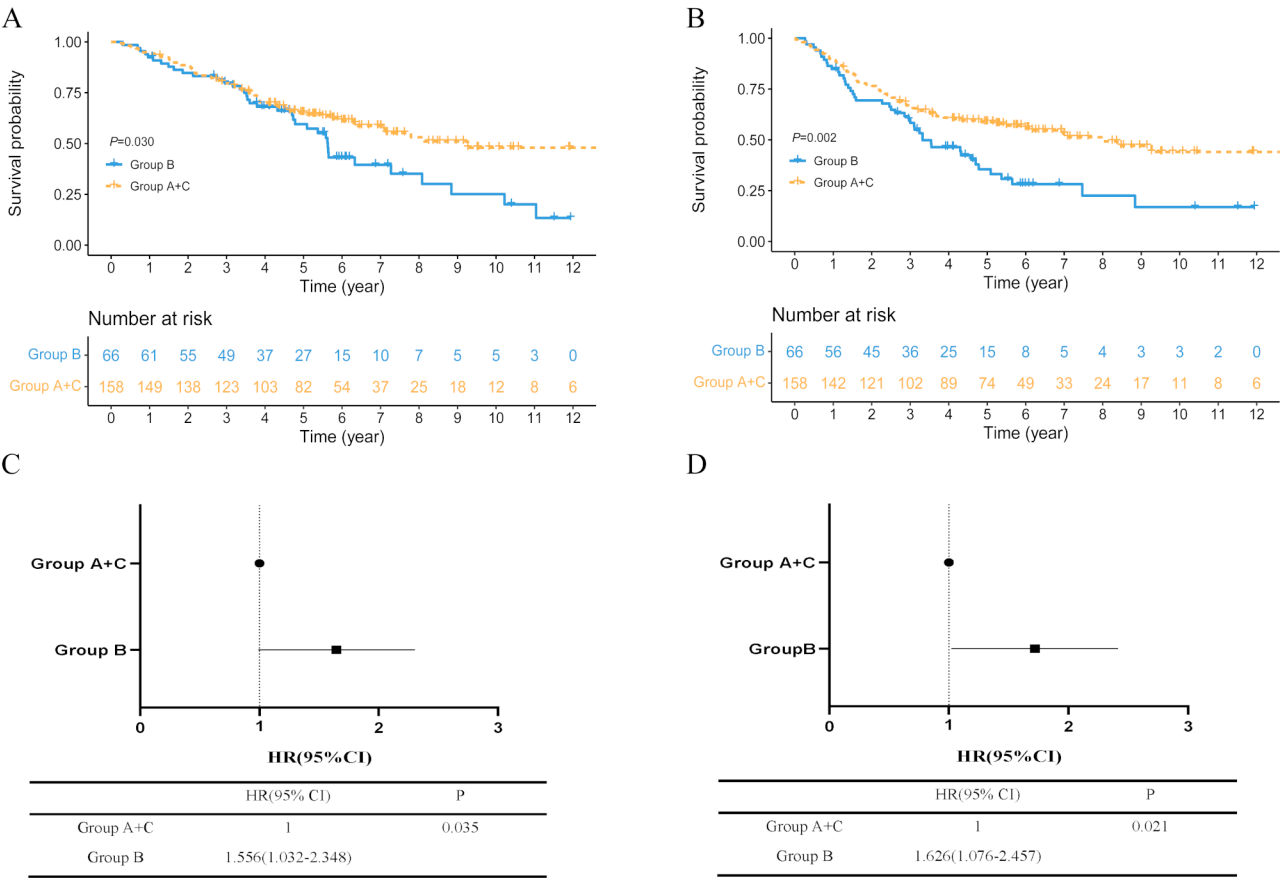 A
1.00
0.75
0.50
0.25
0.00
Survival probability
P=0.030
Group B
Group A+C
0 1 2 3 4 5 6 7 8 9 10 11 12
Time (year)
Number at risk
Group B 66 61 55 49 37 27 15 10 7 5 5 3 0
Group A+C 158 149 138 123 103 82 54 37 25 18 12 8 6
0 1 2 3 4 5 6 7 8 9 10 11 12
Time (year)
B
1.00
0.75
0.50
0.25
0.00
Survival probability
P=0.002
Group B
Group A+C
0 1 2 3 4 5 6 7 8 9 10 11 12
Time (year)
Number at risk
Group B 66 56 45 36 25 15 8 5 4 3 3 2 0
Group A+C 158 142 121 102 89 74 49 33 24 17 11 8 6
0 1 2 3 4 5 6 7 8 9 10 11 12
Time (year)
C
Group A+C
Group B
0 1 2 3
HR(95%CI)
HR(95% CI) P
Group A+C 1 0.035
Group B 1.556(1.032-2.348)
D
Group A+C
GroupB
0 1 2 3
HR(95%CI)
HR(95% CI) P
Group A+C 1 0.021
Group B 1.626(1.076-2.457)